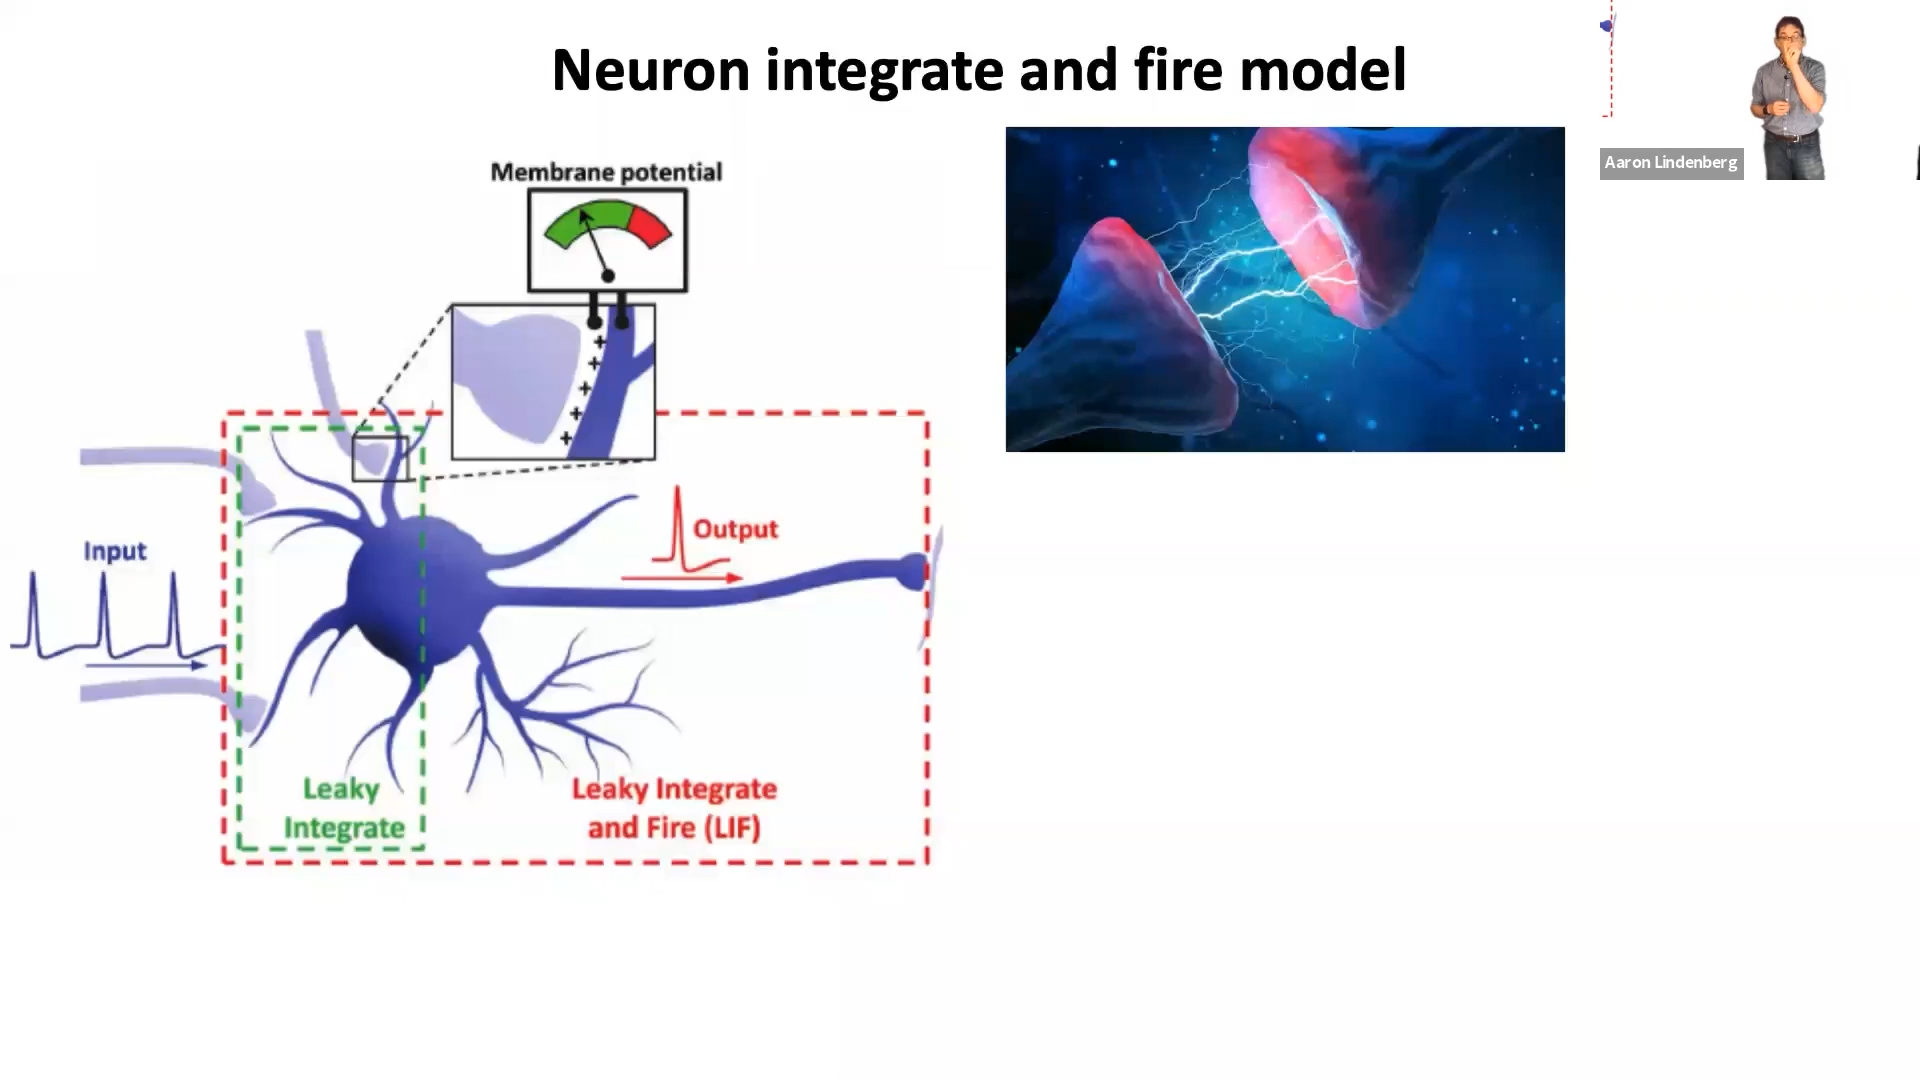 Neuron integrate and fire model
Aaron Lindenberg
Membrane potential
+
+
+
+
+
Input
Output
Leaky
Integrate
Leaky Integrate
and Fire (LIF)